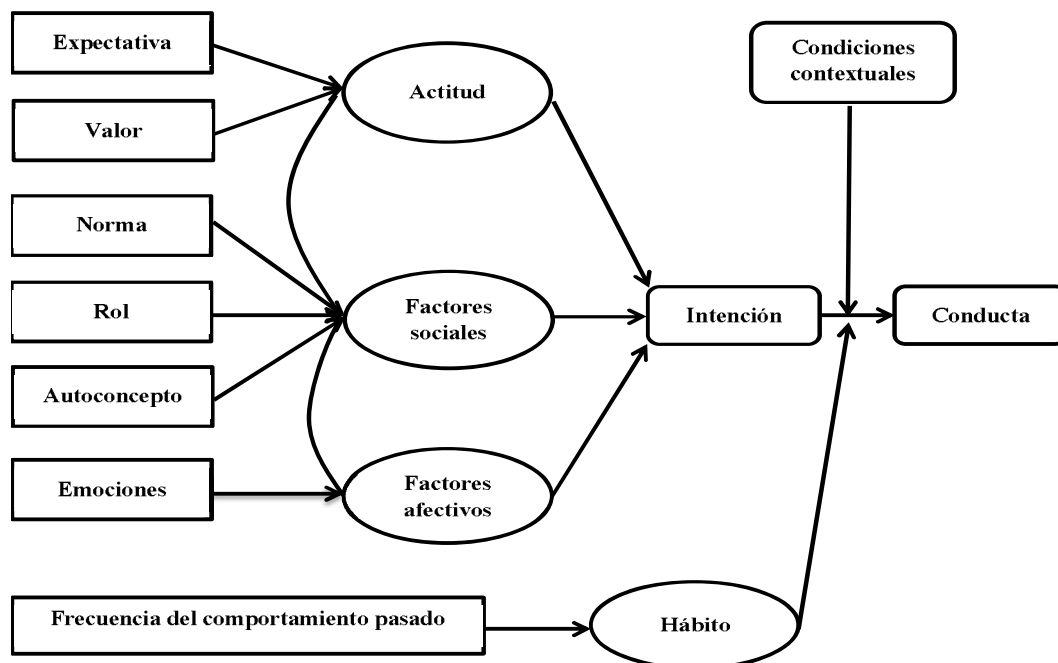 Expectativa
Valor
Norma
Rol
Autoconcepto
Emociones
Frecuencia del comportamiento pasado
Actitud
Factores
sociales
Factores
afectivos
Hábito
Intención
Condiciones
contextuales
Conducta